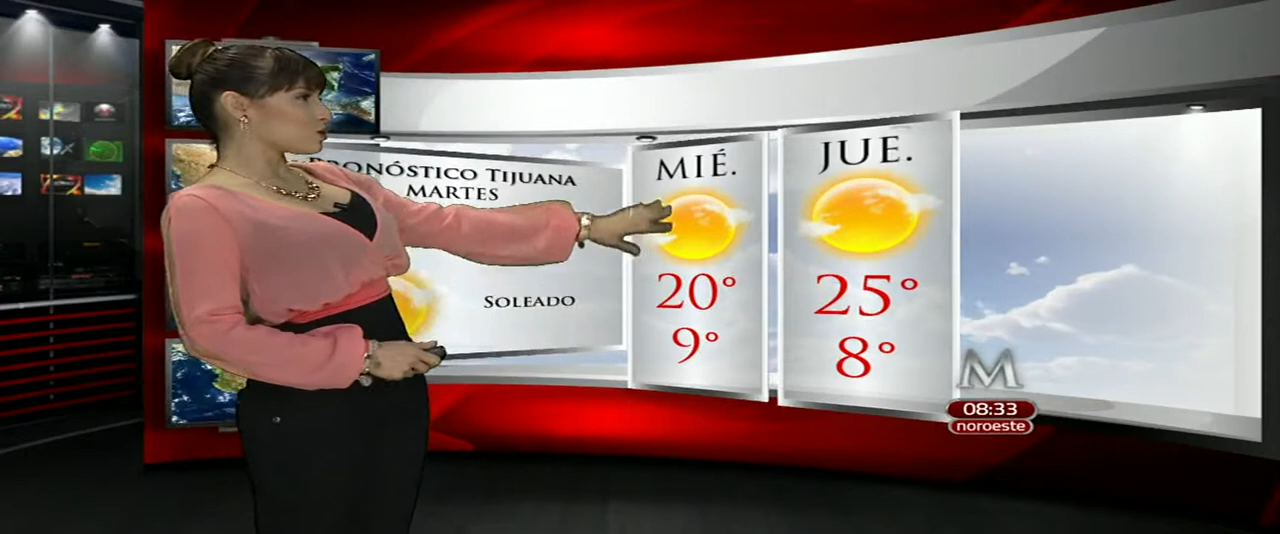 PRONÓSTICO TIJUANA
MARTES
SOLEADO
MIÉ.
20°
9°
JUE.
25°
8°
M
08:33
noroeste